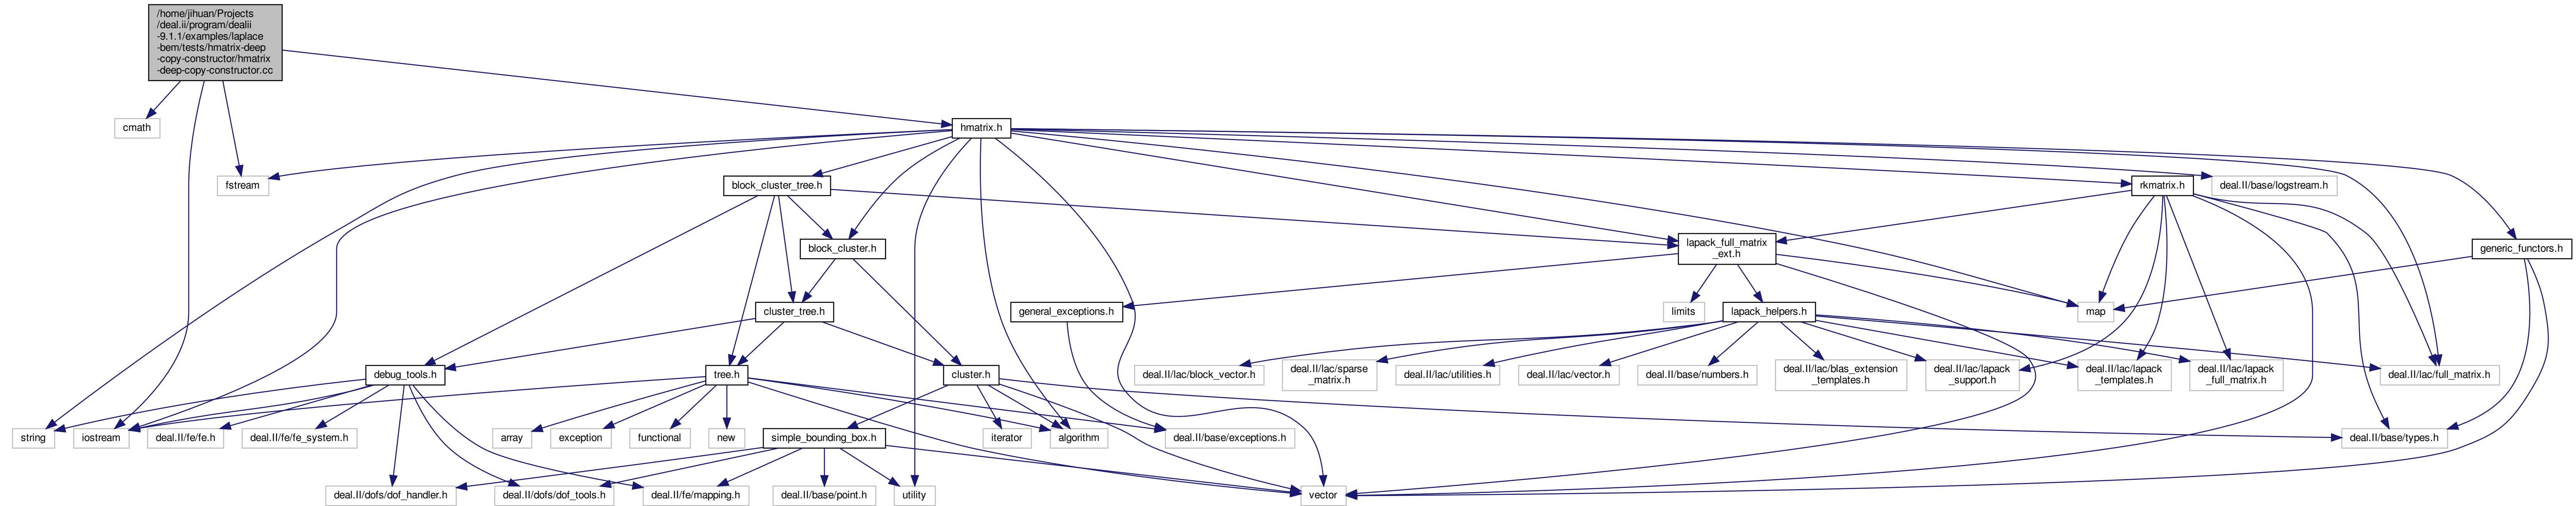 /home/jihuan/Projects
/deal.ii/program/dealii
-9.1.1/examples/laplace
-bem/tests/hmatrix-deep
-copy-constructor/hmatrix
-deep-copy-constructor.cc
cmath
hmatrix.h
fstream
block_cluster_tree.h
rkmatrix.h
deal.II/base/logstream.h
block_cluster.h
lapack_full_matrix
_ext.h
generic_functors.h
cluster_tree.h
general_exceptions.h
limits
lapack_helpers.h
map
debug_tools.h
tree.h
cluster.h
deal.II/lac/block_vector.h
deal.II/lac/sparse
_matrix.h
deal.II/lac/utilities.h
deal.II/lac/vector.h
deal.II/base/numbers.h
deal.II/lac/blas_extension
_templates.h
deal.II/lac/lapack
_support.h
deal.II/lac/lapack
_templates.h
deal.II/lac/lapack
_full_matrix.h
deal.II/lac/full_matrix.h
string
iostream
deal.II/fe/fe.h
deal.II/fe/fe_system.h
array
exception
functional
new
simple_bounding_box.h
iterator
algorithm
deal.II/base/exceptions.h
deal.II/base/types.h
deal.II/dofs/dof_handler.h
deal.II/dofs/dof_tools.h
deal.II/fe/mapping.h
deal.II/base/point.h
utility
vector